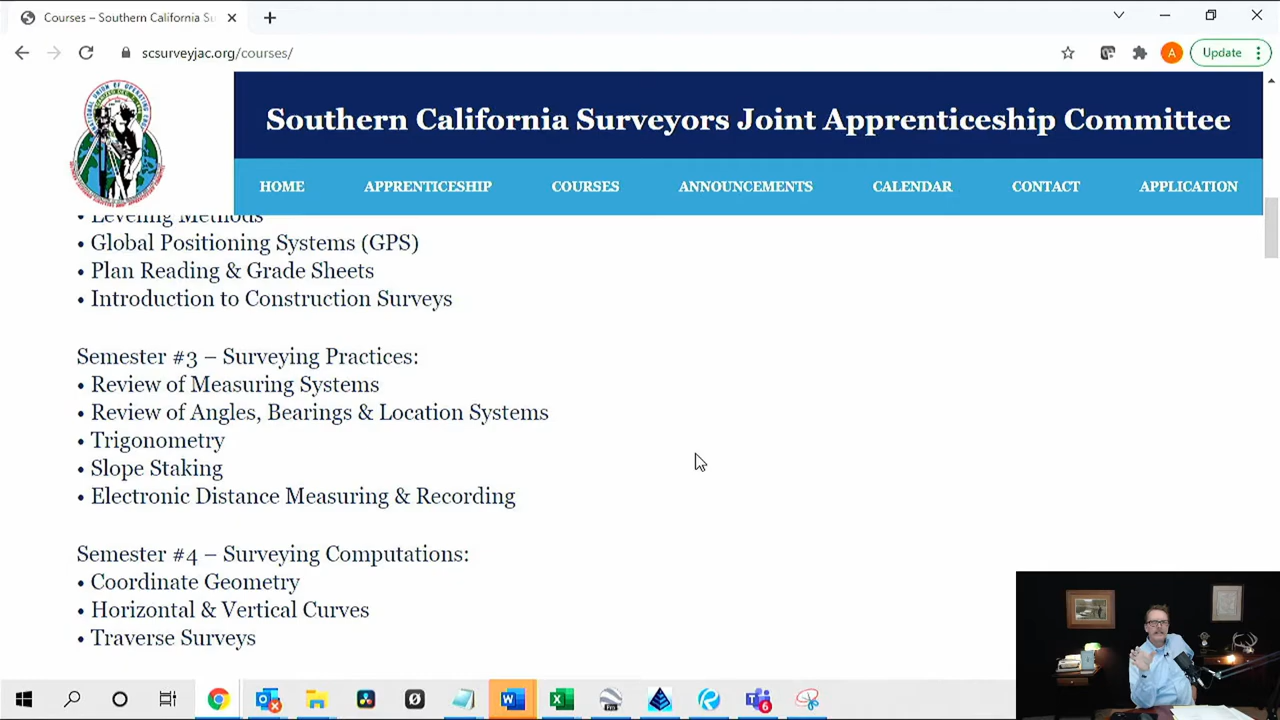 Courses – Southern California Su
scsurveyjac.org/courses/
A
Update
Southern California Surveyors Joint Apprenticeship Committee
HOME APPRENTICESHIP COURSES ANNOUNCEMENTS CALENDAR CONTACT APPLICATION
• Leveling Methods
• Global Positioning Systems (GPS)
• Plan Reading & Grade Sheets
• Introduction to Construction Surveys
Semester #3 – Surveying Practices:
• Review of Measuring Systems
• Review of Angles, Bearings & Location Systems
• Trigonometry
• Slope Staking
• Electronic Distance Measuring & Recording
Semester #4 – Surveying Computations:
• Coordinate Geometry
• Horizontal & Vertical Curves
• Traverse Surveys
6